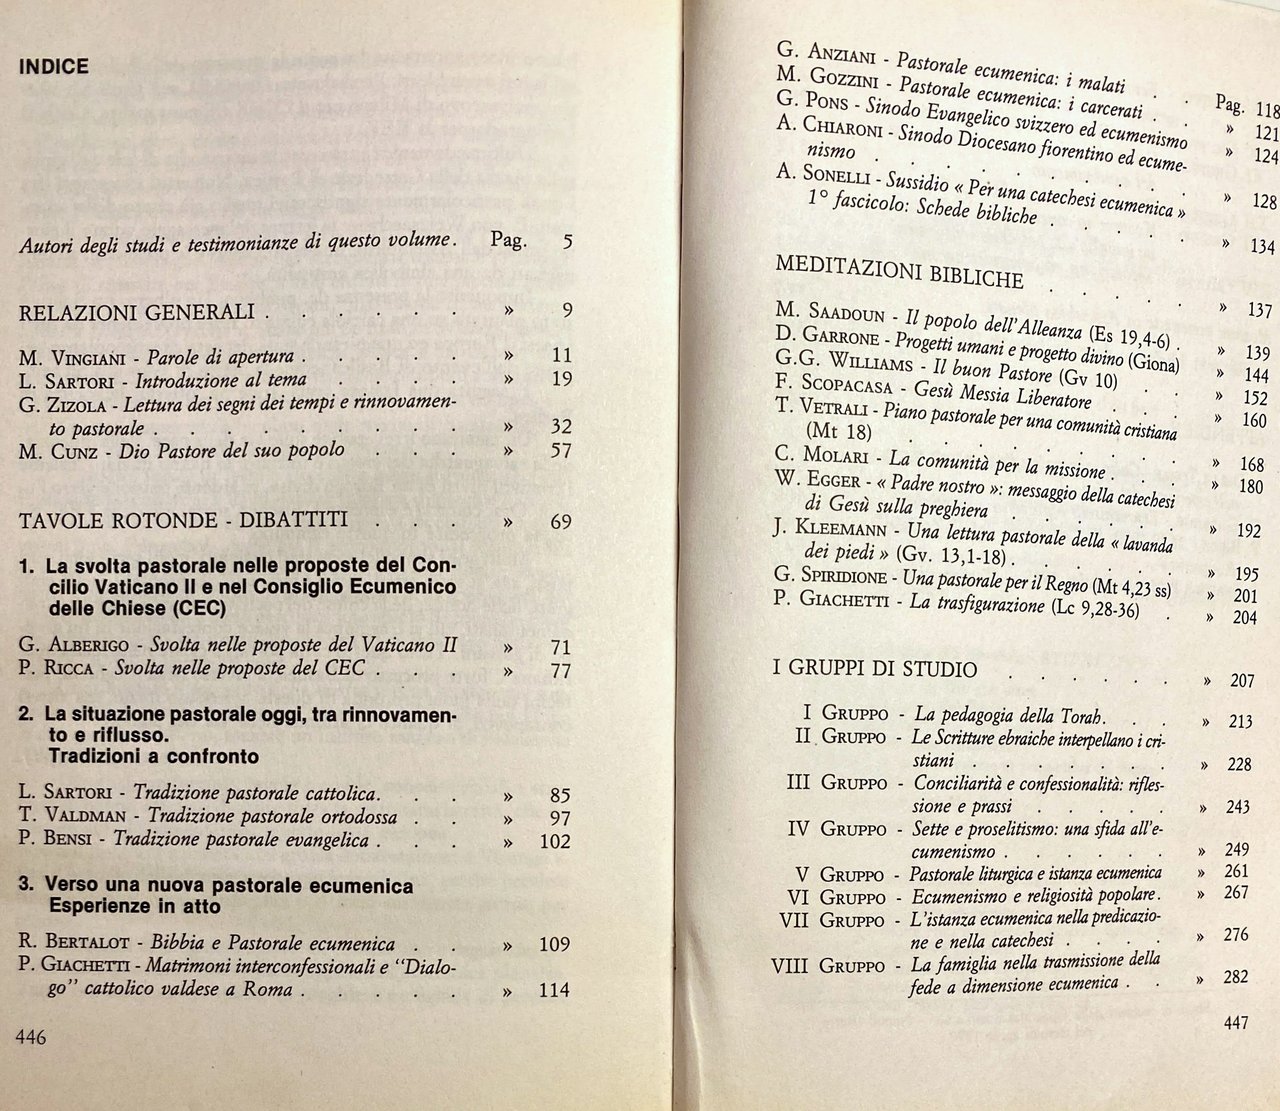 INDICE
Autori degli studi e testimonianze di questo volume. Pag. 5
RELAZIONI GENERALI . . . . . . » 9
M. VINGIANI - Parole di apertura . . . . . » 11
L. SARTORI - Introduzione al tema . . . . » 19
G. ZIZOLA - Lettura dei segni dei tempi e rinnovamen-
to pastorale . . . . . . . . . » 32
M. CUNZ - Dio Pastore del suo popolo . . . » 57
TAVOLE ROTONDE - DIBATTITI . . . » 69
1. La svolta pastorale nelle proposte del Con-
cilio Vaticano II e nel Consiglio Ecumenico
delle Chiese (CEC)
G. ALBERIGO - Svolta nelle proposte del Vaticano II » 71
P. RICCA - Svolta nelle proposte del CEC . . . » 77
2. La situazione pastorale oggi, tra rinnovamen-
to e riflusso.
Tradizioni a confronto
L. SARTORI - Tradizione pastorale cattolica. . . » 85
T. VALDMAN - Tradizione pastorale ortodossa . . » 97
P. BENSI - Tradizione pastorale evangelica . . . » 102
3. Verso una nuova pastorale ecumenica
Esperienze in atto
R. BERTALOT - Bibbia e Pastorale ecumenica . . » 109
P. GIACHETTI - Matrimoni interconfessionali e “Dialo-
go” cattolico valdese a Roma . . . . . » 114
446
G. ANZIANI - Pastorale ecumenica: i malati . . Pag. 118
M. GOZZINI - Pastorale ecumenica: i carcerati . . » 121
G. PONS - Sinodo Evangelico svizzero ed ecumenismo » 124
A. CHIARONI - Sinodo Diocesano fiorentino ed ecume-
nismo . . . . . . . . . » 128
A. SONELLI - Sussidio « Per una catechesi ecumenica »
1° fascicolo: Schede bibliche . . . . » 134
MEDITAZIONI BIBLICHE . . . . . » 137
M. SAADOUN - Il popolo dell'Alleanza (Es 19,4-6) . » 139
D. GARRONE - Progetti umani e progetto divino (Giona) » 144
G.G. WILLIAMS - Il buon Pastore (Gv 10) . . » 152
F. SCOPACASA - Gesù Messia Liberatore . . . » 160
T. VETRALI - Piano pastorale per una comunità cristiana
(Mt 18) . . . . . . . . » 168
C. MOLARI - La comunità per la missione . . . » 180
W. EGGER - « Padre nostro »: messaggio della catechesi
di Gesù sulla preghiera . . . . . » 192
J. KLEEMANN - Una lettura pastorale della « lavanda
dei piedi » (Gv. 13,1-18). . . . . » 195
G. SPIRIDIONE - Una pastorale per il Regno (Mt 4,23 ss) » 201
P. GIACHETTI - La trasfigurazione (Lc 9,28-36) . » 204
I GRUPPI DI STUDIO . . . . . . » 207
I GRUPPO - La pedagogia della Torah. . . » 213
II GRUPPO - Le Scritture ebraiche interpellano i cri-
stiani . . . . . . . » 228
III GRUPPO - Conciliarità e confessionalità: rifles-
sione e prassi . . . . . » 243
IV GRUPPO - Sette e proselitismo: una sfida all'e-
cumenismo . . . . . . » 249
V GRUPPO - Pastorale liturgica e istanza ecumenica » 261
VI GRUPPO - Ecumenismo e religiosità popolare. . » 267
VII GRUPPO - L'istanza ecumenica nella predicazio-
ne e nella catechesi . . . . » 276
VIII GRUPPO - La famiglia nella trasmissione della
fede a dimensione ecumenica . . » 282
447